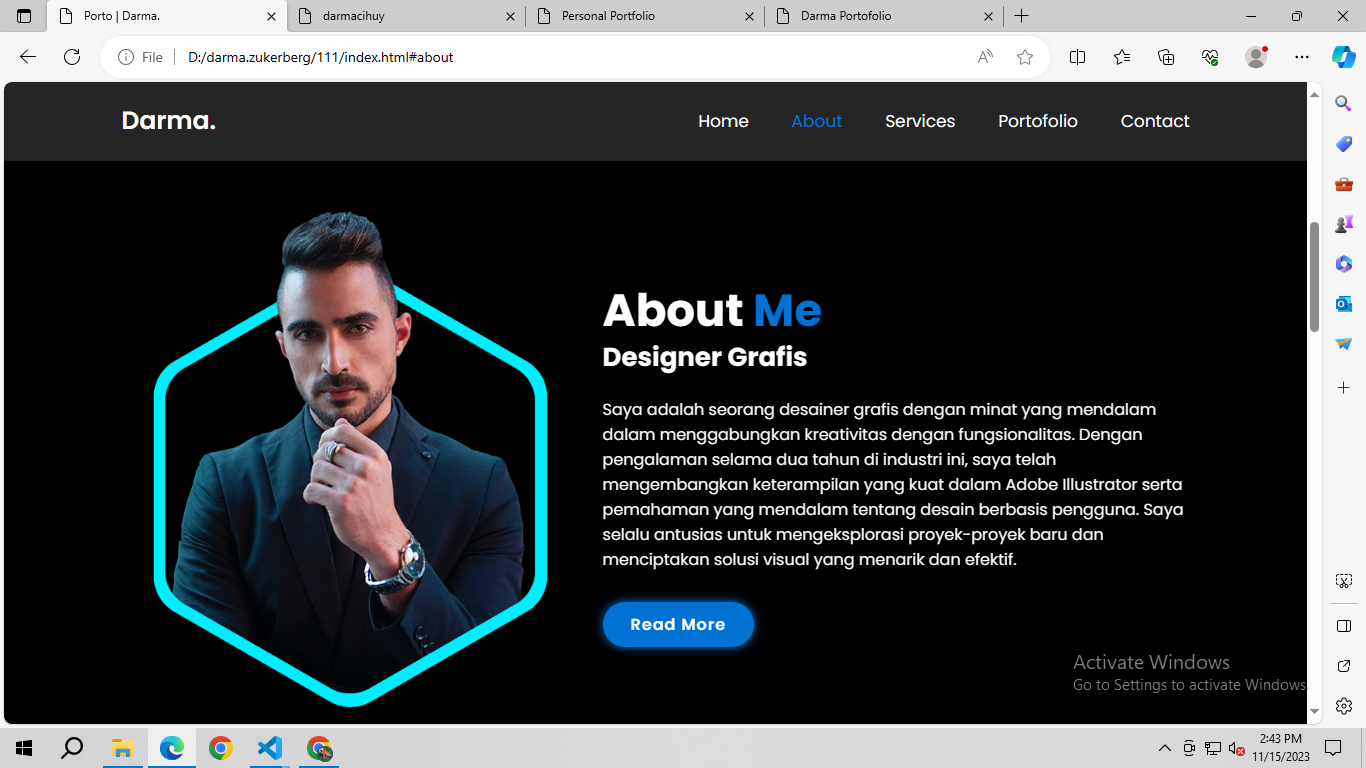 Porto | Darma.
darmacihuy
Personal Portfolio
Darma Portofolio
File
D:/darma.zukerberg/111/index.html#about
Darma.
Home
About
Services
Portofolio
Contact
About Me
Designer Grafis
Saya adalah seorang desainer grafis dengan minat yang mendalam
dalam menggabungkan kreativitas dengan fungsionalitas. Dengan
pengalaman selama dua tahun di industri ini, saya telah
mengembangkan keterampilan yang kuat dalam Adobe Illustrator serta
pemahaman yang mendalam tentang desain berbasis pengguna. Saya
selalu antusias untuk mengeksplorasi proyek-proyek baru dan
menciptakan solusi visual yang menarik dan efektif.
Read More
Activate Windows
Go to Settings to activate Windows.
2:43 PM
11/15/2023